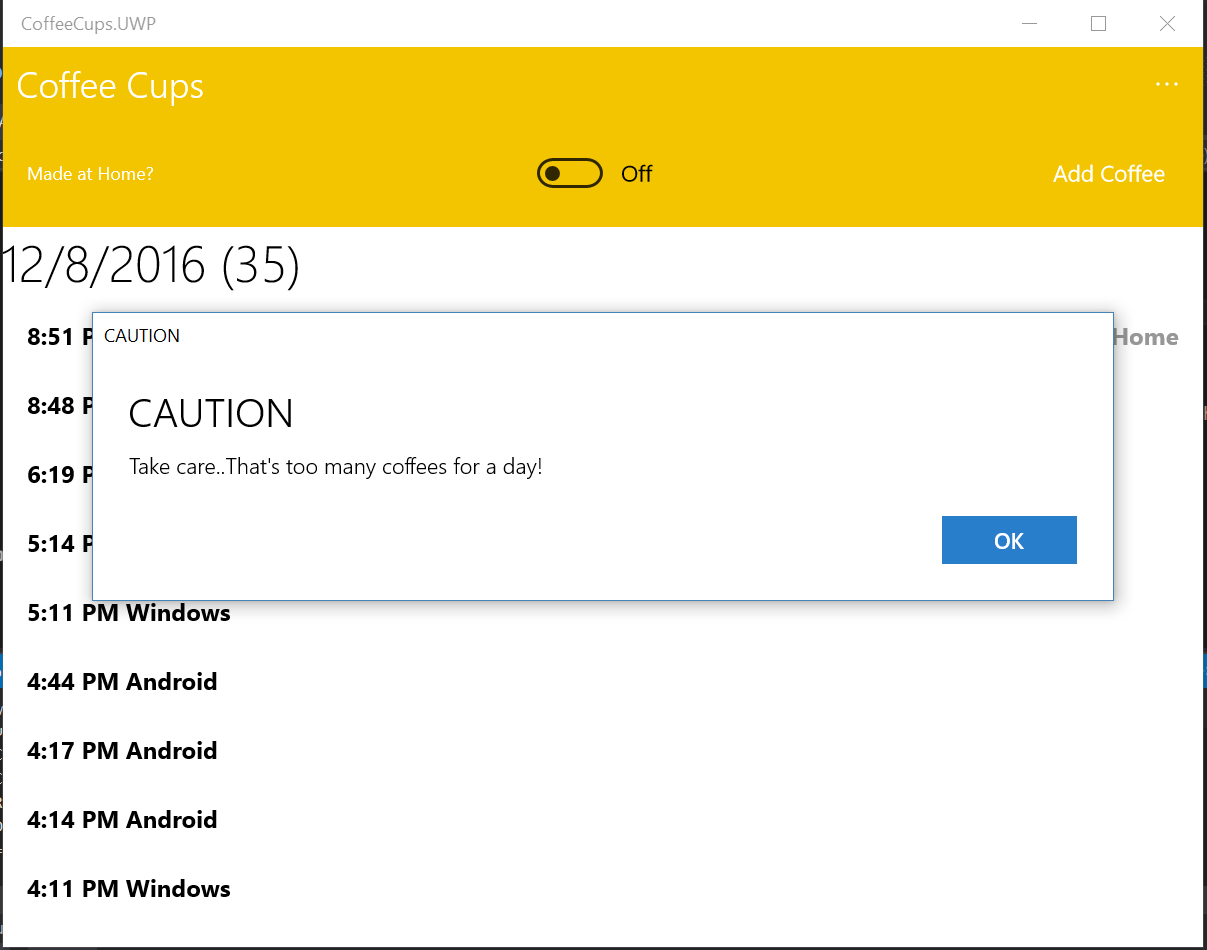 CoffeeCups.UWP
Coffee Cups
...
Made at Home? Off Add Coffee
12/8/2016 (35)
8:51 P Home
CAUTION
CAUTION
8:48 P
Take care..That's too many coffees for a day!
6:19 P
5:14 P
OK
5:11 PM Windows
4:44 PM Android
4:17 PM Android
4:14 PM Android
4:11 PM Windows